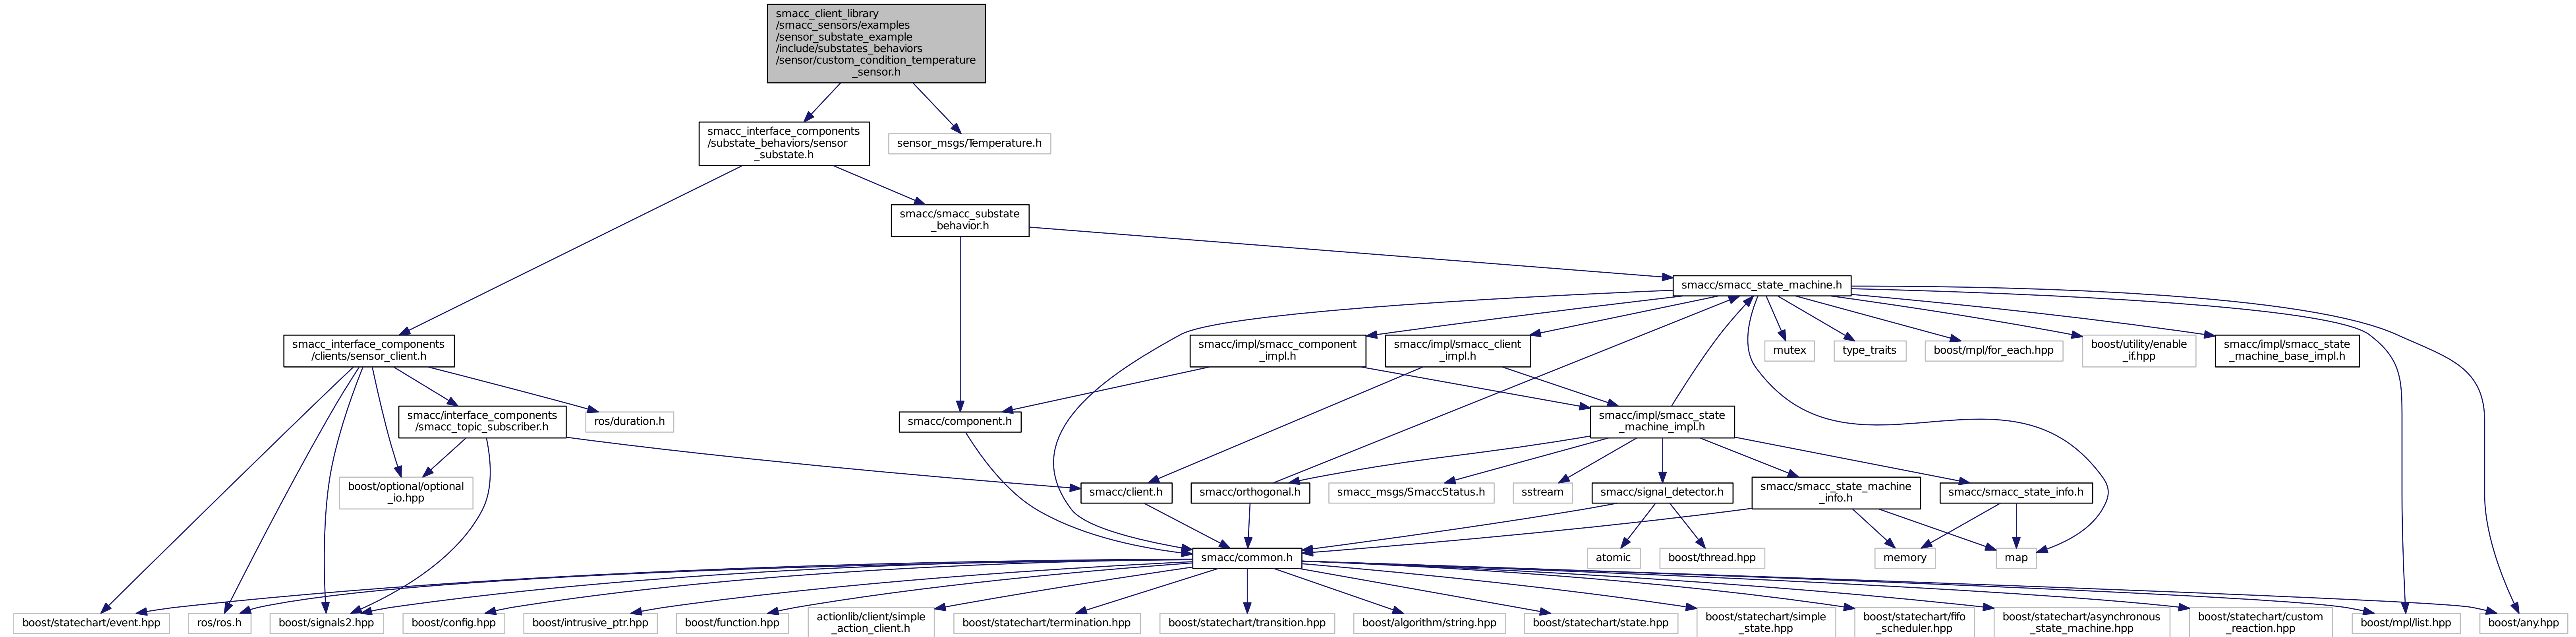 smacc_client_library
/smacc_sensors/examples
/sensor_substate_example
/include/substates_behaviors
/sensor/custom_condition_temperature
_sensor.h
smacc_interface_components
/substate_behaviors/sensor
_substate.h
sensor_msgs/Temperature.h
smacc/smacc_substate
_behavior.h
smacc/smacc_state_machine.h
smacc_interface_components
/clients/sensor_client.h
smacc/impl/smacc_component
_impl.h
smacc/impl/smacc_client
_impl.h
mutex
type_traits
boost/mpl/for_each.hpp
boost/utility/enable
_if.hpp
smacc/impl/smacc_state
_machine_base_impl.h
smacc/interface_components
/smacc_topic_subscriber.h
ros/duration.h
smacc/component.h
smacc/impl/smacc_state
_machine_impl.h
boost/optional/optional
_io.hpp
smacc/client.h
smacc/orthogonal.h
smacc_msgs/SmaccStatus.h
sstream
smacc/signal_detector.h
smacc/smacc_state_machine
_info.h
smacc/smacc_state_info.h
smacc/common.h
atomic
boost/thread.hpp
memory
map
boost/statechart/event.hpp
ros/ros.h
boost/signals2.hpp
boost/config.hpp
boost/intrusive_ptr.hpp
boost/function.hpp
actionlib/client/simple
_action_client.h
boost/statechart/termination.hpp
boost/statechart/transition.hpp
boost/algorithm/string.hpp
boost/statechart/state.hpp
boost/statechart/simple
_state.hpp
boost/statechart/fifo
_scheduler.hpp
boost/statechart/asynchronous
_state_machine.hpp
boost/statechart/custom
_reaction.hpp
boost/mpl/list.hpp
boost/any.hpp